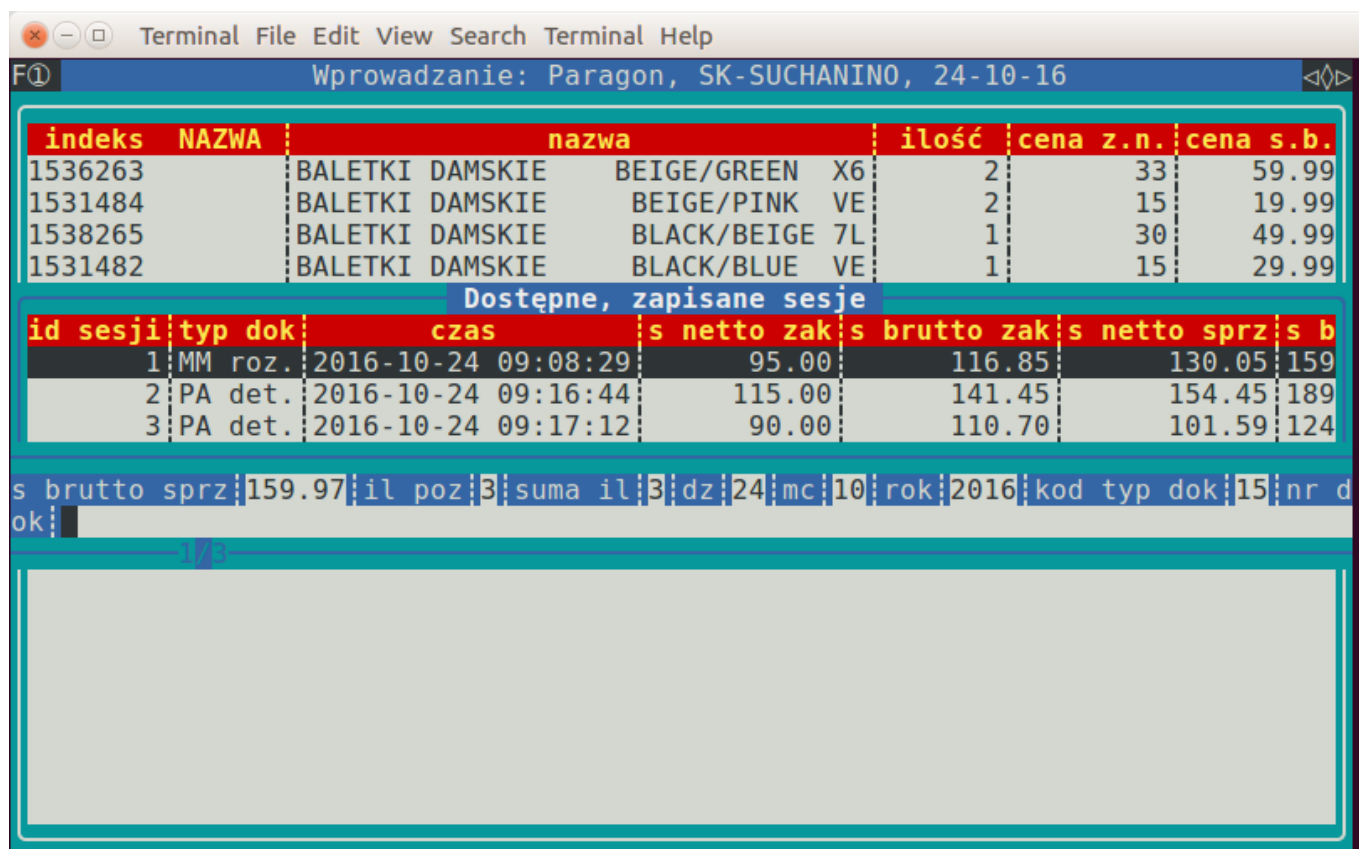 Terminal File Edit View Search Terminal Help
F① Wprowadzanie: Paragon, SK-SUCHANINO, 24-10-16
indeks NAZWA nazwa ilość cena z.n. cena s.b.
1536263 BALETKI DAMSKIE BEIGE/GREEN X6 2 33 59.99
1531484 BALETKI DAMSKIE BEIGE/PINK VE 2 15 19.99
1538265 BALETKI DAMSKIE BLACK/BEIGE 7L 1 30 49.99
1531482 BALETKI DAMSKIE BLACK/BLUE VE 1 15 29.99
Dostępne, zapisane sesje
id sesji typ dok czas s netto zak s brutto zak s netto sprz s b
1 MM roz. 2016-10-24 09:08:29 95.00 116.85 130.05 159
2 PA det. 2016-10-24 09:16:44 115.00 141.45 154.45 189
3 PA det. 2016-10-24 09:17:12 90.00 110.70 101.59 124
s brutto sprz 159.97 il poz 3 suma il 3 dz 24 mc 10 rok 2016 kod typ dok 15 nr d
ok
1/3